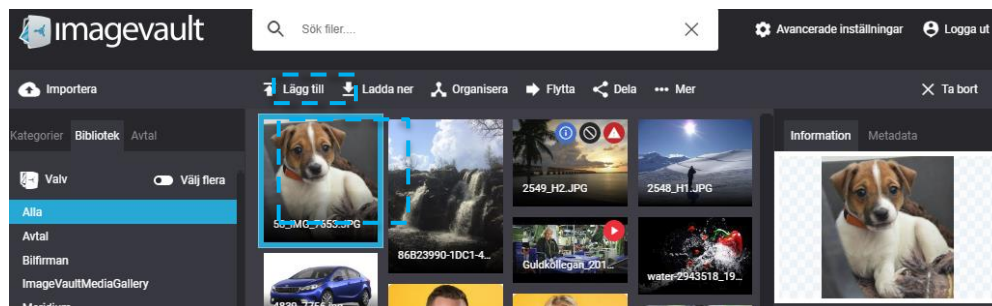 imagevault
Sök filer....
Avancerade inställningar
Logga ut
Importera
Lägg till
Ladda ner
Organisera
Flytta
Dela
Mer
Ta bort
Kategorier
Bibliotek
Avtal
Valv
Välj flera
Alla
Avtal
Bilfirman
ImageVaultMediaGallery
Meridium
86B23990-1DC1-4...
2549_H2.JPG
2548_H1.JPG
Guldkollegan_201...
water-2943518_19...
Information
Metadata